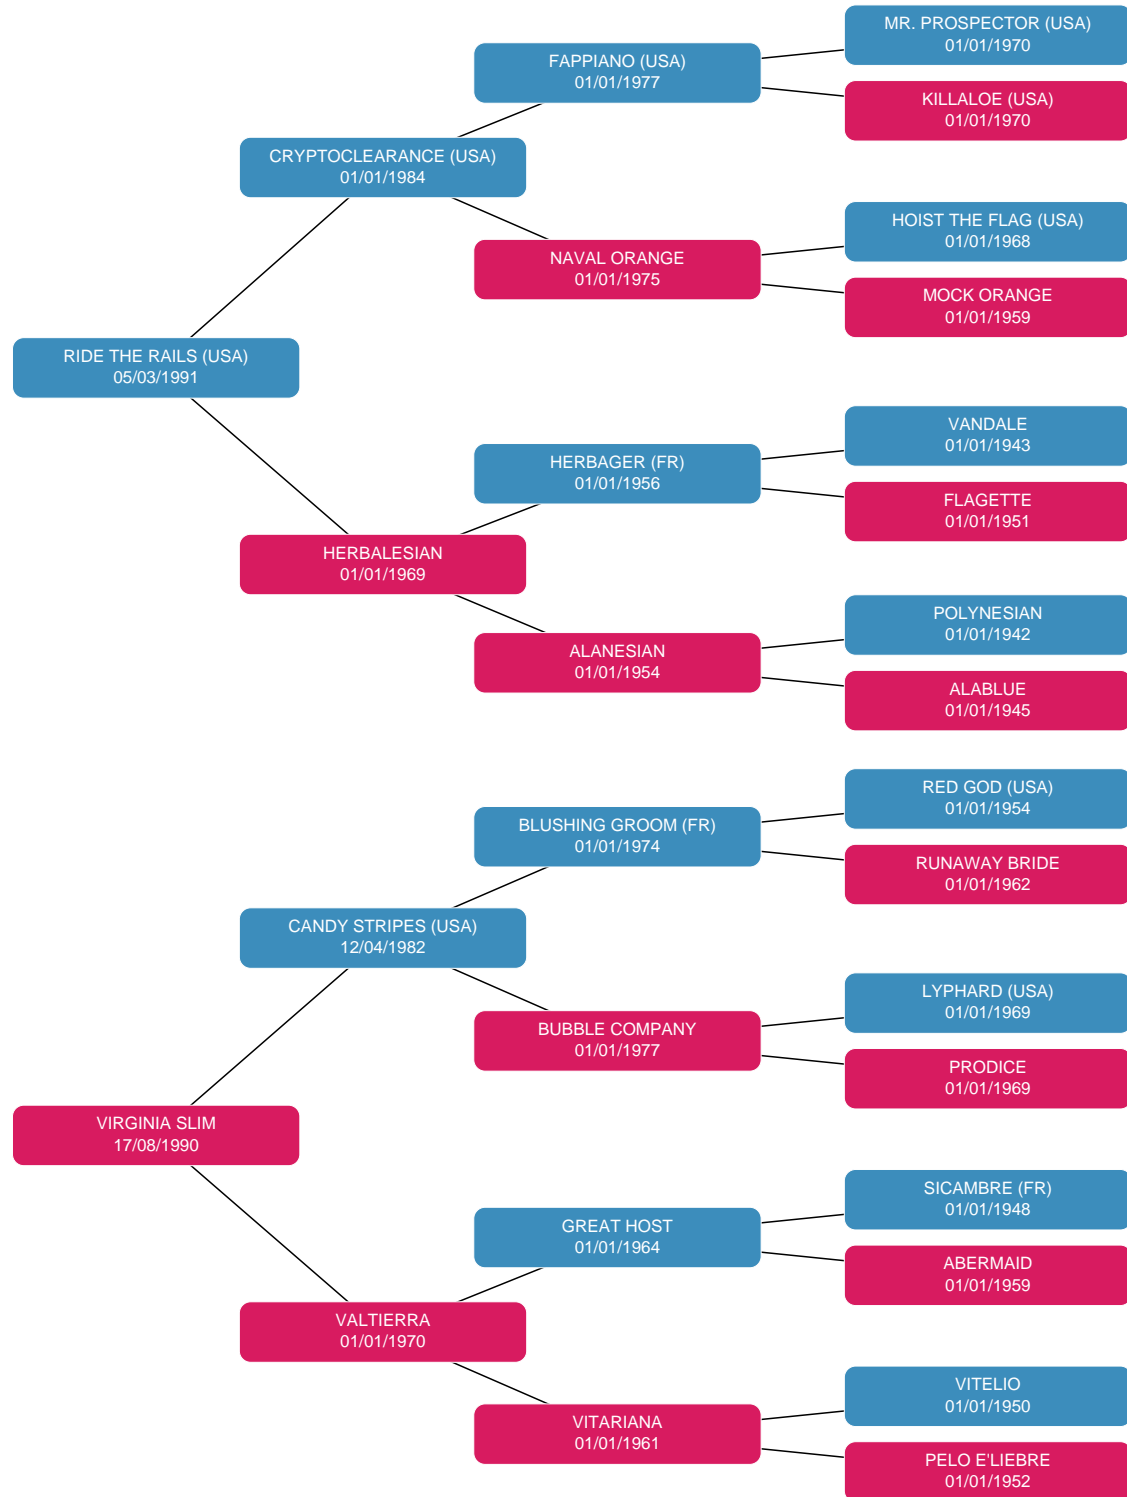 MR. PROSPECTOR (USA)
01/01/1970
FAPPIANO (USA)
01/01/1977
KILLALOE (USA)
01/01/1970
CRYPTOCLEARANCE (USA)
01/01/1984
HOIST THE FLAG (USA)
01/01/1968
NAVAL ORANGE
01/01/1975
MOCK ORANGE
01/01/1959
RIDE THE RAILS (USA)
05/03/1991
VANDALE
01/01/1943
HERBAGER (FR)
01/01/1956
FLAGETTE
01/01/1951
HERBALESIAN
01/01/1969
POLYNESIAN
01/01/1942
ALANESIAN
01/01/1954
ALABLUE
01/01/1945
RED GOD (USA)
01/01/1954
BLUSHING GROOM (FR)
01/01/1974
RUNAWAY BRIDE
01/01/1962
CANDY STRIPES (USA)
12/04/1982
LYPHARD (USA)
01/01/1969
BUBBLE COMPANY
01/01/1977
PRODICE
01/01/1969
VIRGINIA SLIM
17/08/1990
SICAMBRE (FR)
01/01/1948
GREAT HOST
01/01/1964
ABERMAID
01/01/1959
VALTIERRA
01/01/1970
VITELIO
01/01/1950
VITARIANA
01/01/1961
PELO E'LIEBRE
01/01/1952